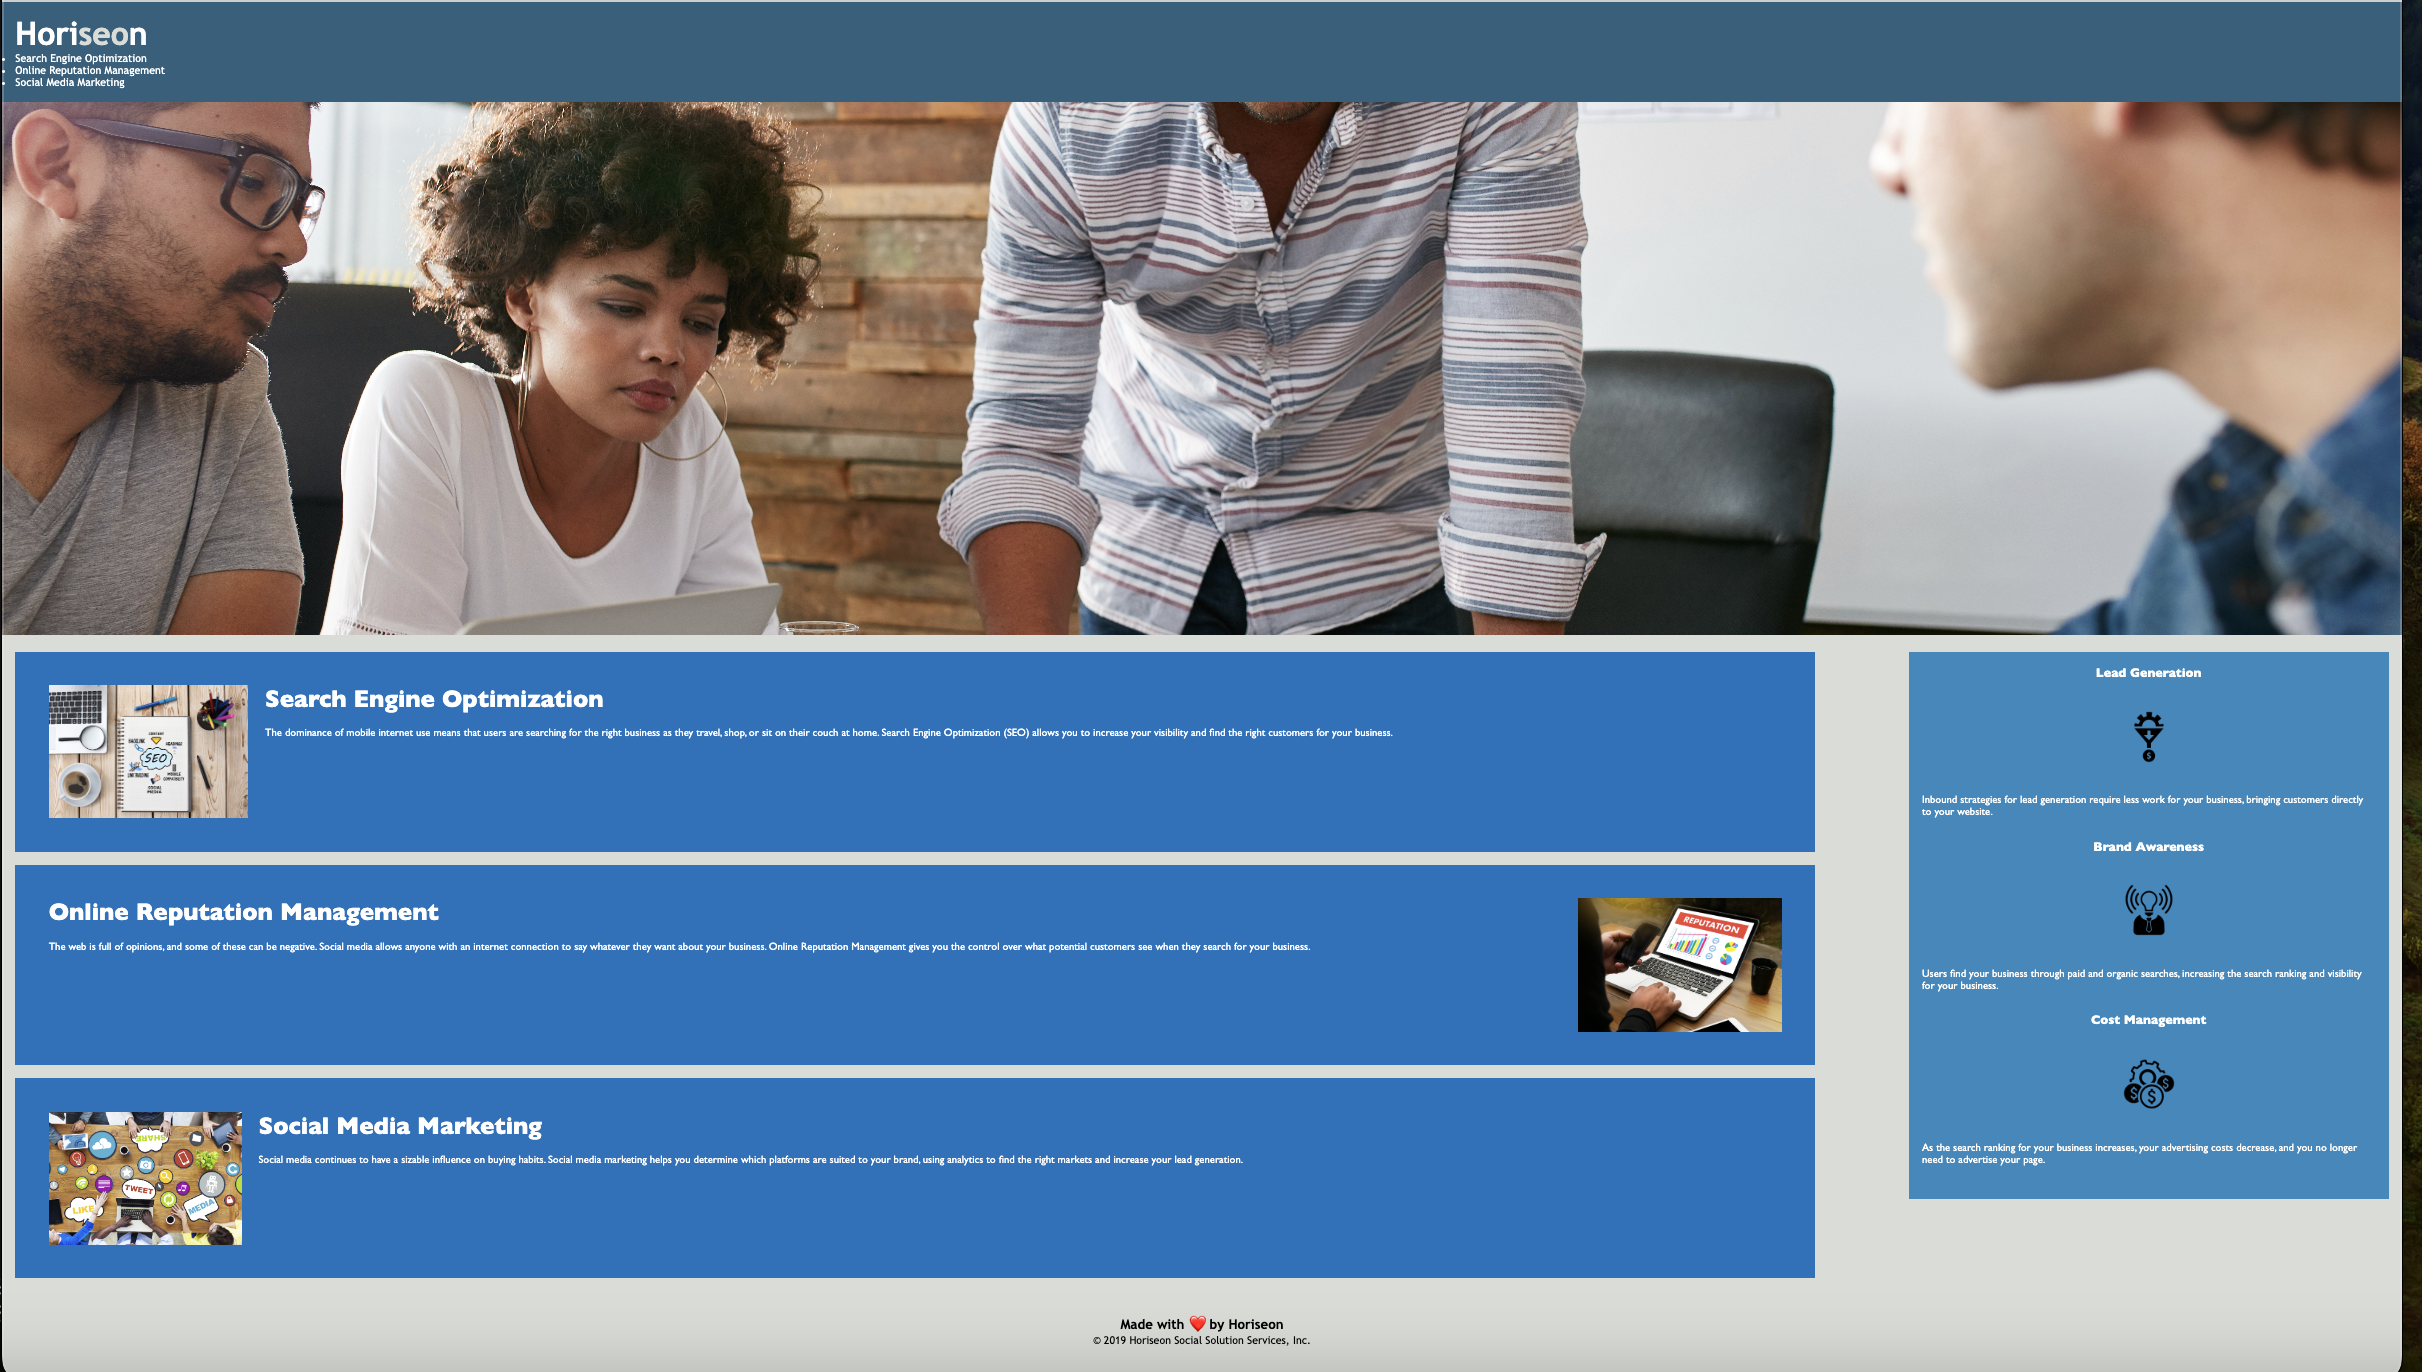 Horiseon
Search Engine Optimization
Online Reputation Management
Social Media Marketing
Search Engine Optimization
The dominance of mobile internet use means that users are searching for the right business as they travel, shop, or sit on their couch at home. Search Engine Optimization (SEO) allows you to increase your visibility and find the right customers for your business.
SEO
Online Reputation Management
The web is full of opinions, and some of these can be negative. Social media allows anyone with an internet connection to say whatever they want about your business. Online Reputation Management gives you the control over what potential customers see when they search for your business.
REPUTATION
Social Media Marketing
Social media continues to have a sizable influence on buying habits. Social media marketing helps you determine which platforms are suited to your brand, using analytics to find the right markets and increase your lead generation.
SHARE
TWEET
LIKE
MEDIA
Lead Generation
Inbound strategies for lead generation require less work for your business, bringing customers directly
to your website.
Brand Awareness
Users find your business through paid and organic searches, increasing the search ranking and visibility
for your business.
Cost Management
As the search ranking for your business increases, your advertising costs decrease, and you no longer
need to advertise your page.
Made with ❤️ by Horiseon
© 2019 Horiseon Social Solution Services, Inc.